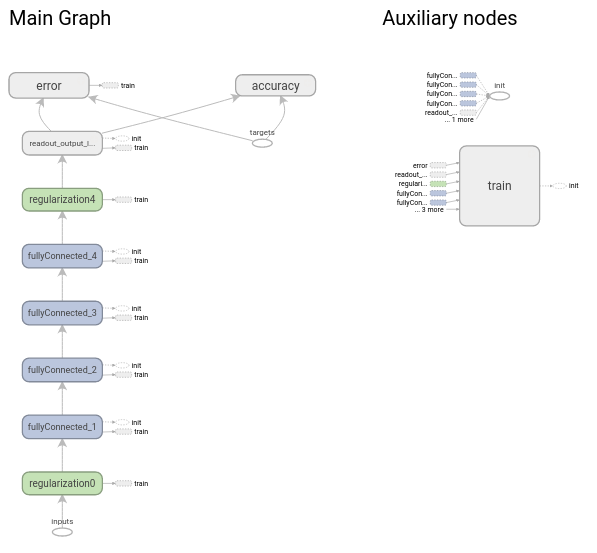 Main Graph
Auxiliary nodes
error
train
accuracy
targets
readout_output_i...
init
train
regularization4
train
fullyConnected_4
init
train
fullyConnected_3
init
train
fullyConnected_2
init
train
fullyConnected_1
init
train
regularization0
train
inputs
fullyCon...
fullyCon...
fullyCon...
fullyCon...
readout_...
... 1 more
init
error
readout_...
regulari...
fullyCon...
fullyCon...
... 3 more
train
init